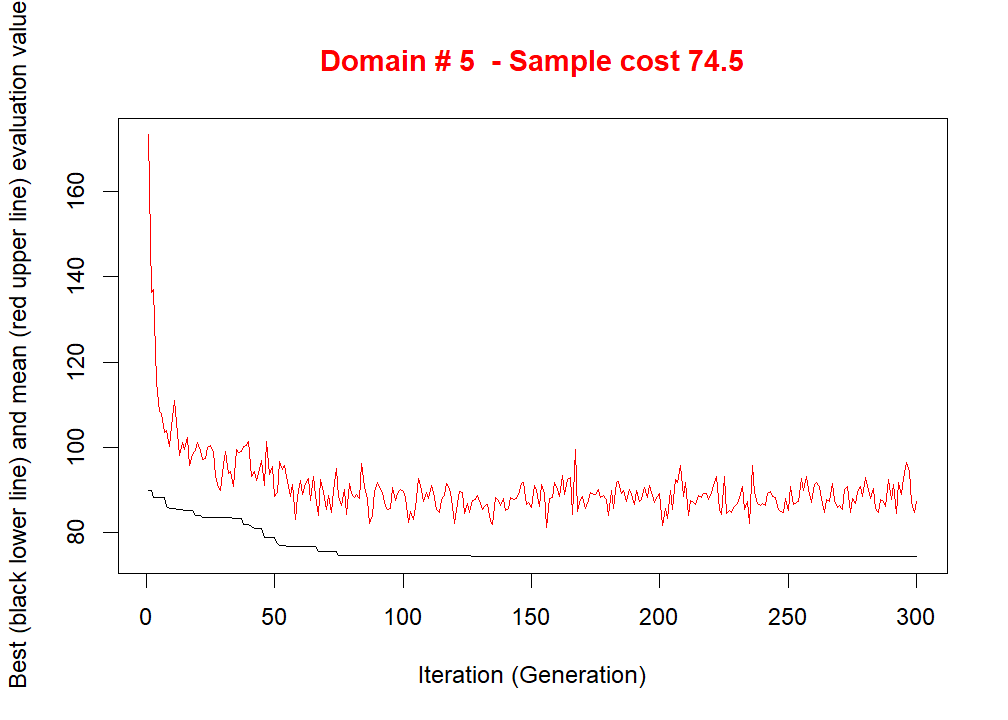 Domain # 5 - Sample cost 74.5
Best (black lower line) and mean (red upper line) evaluation value
160
140
120
100
80
0 50 100 150 200 250 300
Iteration (Generation)